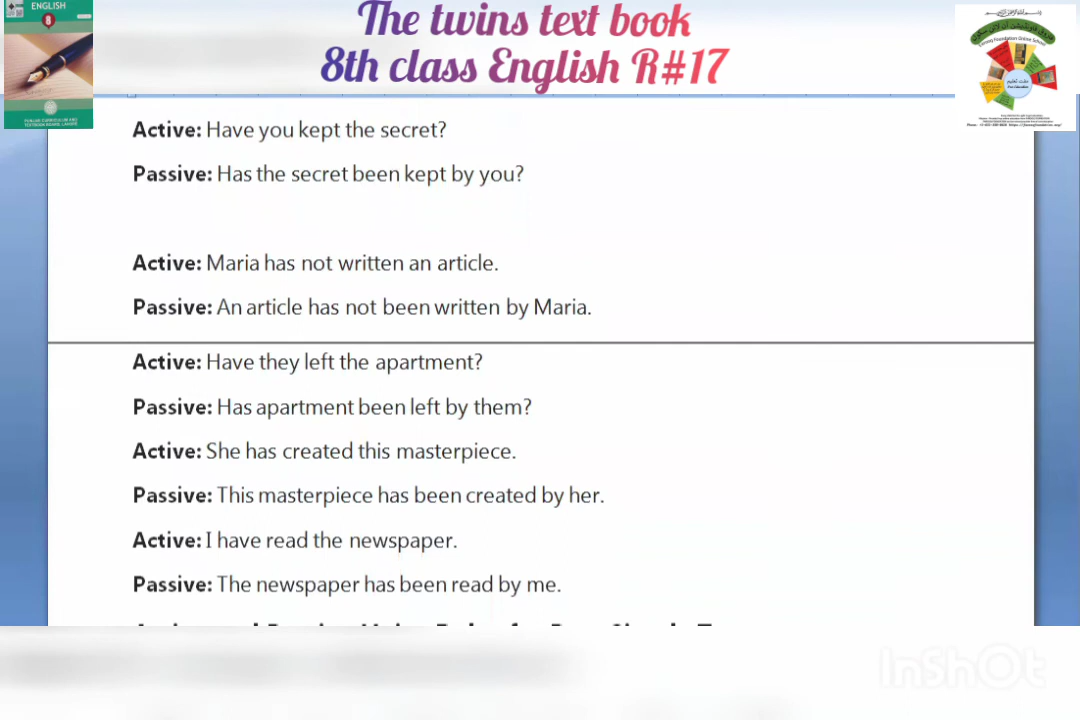 ENGLISH
8
The twins text book
8th class English R#17
Active: Have you kept the secret?
Passive: Has the secret been kept by you?
Active: Maria has not written an article.
Passive: An article has not been written by Maria.
Active: Have they left the apartment?
Passive: Has apartment been left by them?
Active: She has created this masterpiece.
Passive: This masterpiece has been created by her.
Active: I have read the newspaper.
Passive: The newspaper has been read by me.
InShOt